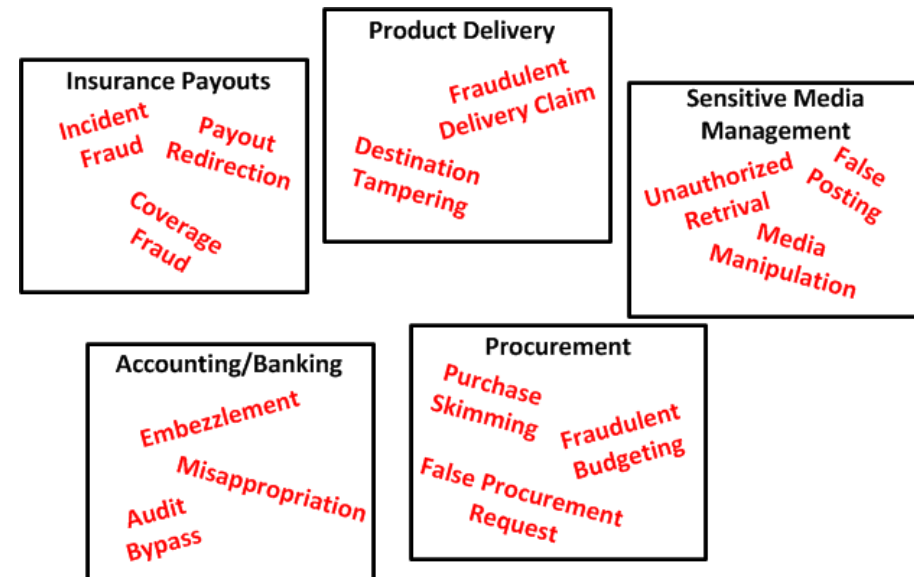 Insurance Payouts
Incident
Fraud
Payout
Redirection
Coverage
Fraud
Product Delivery
Fraudulent
Delivery Claim
Destination
Tampering
Sensitive Media
Management
Unauthorized
Retrival
False
Posting
Media
Manipulation
Accounting/Banking
Embezzlement
Misappropriation
Audit
Bypass
Procurement
Purchase
Skimming
Fraudulent
Budgeting
False Procurement
Request